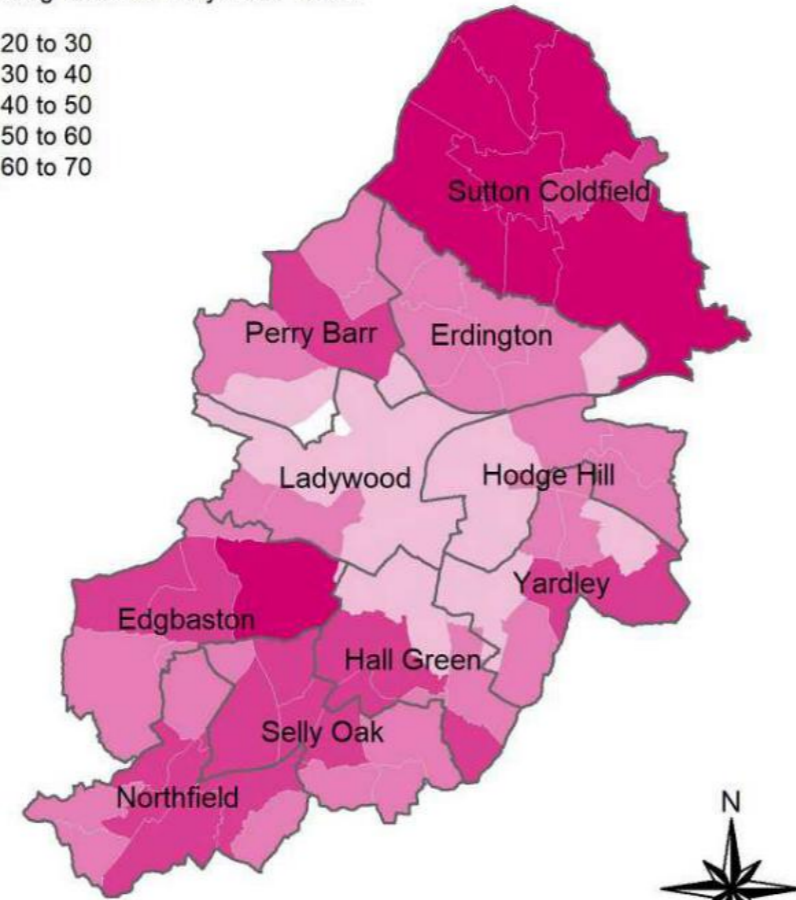 20 to 30
30 to 40
40 to 50
50 to 60
60 to 70
Sutton Coldfield
Perry Barr
Erdington
Ladywood
Hodge Hill
Yardley
Edgbaston
Hall Green
Selly Oak
Northfield
N